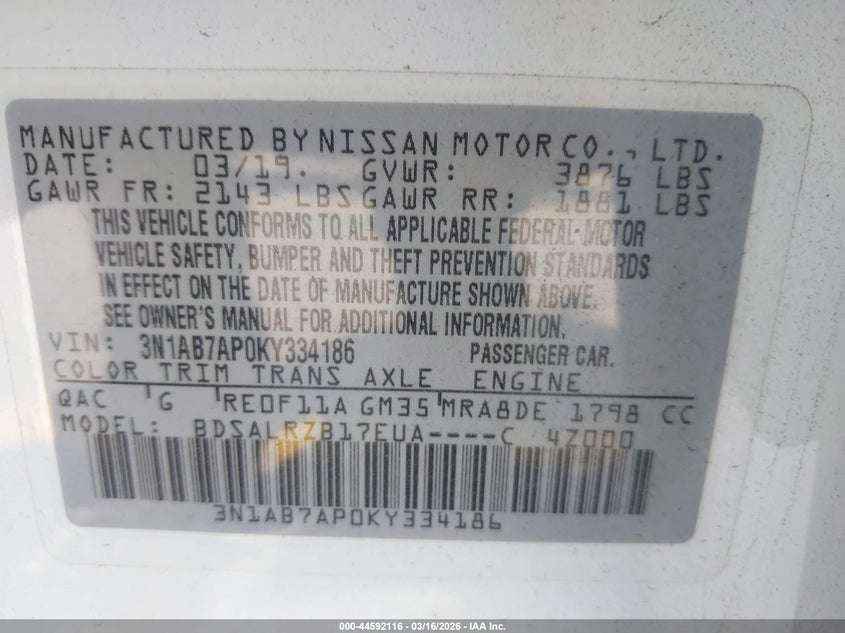 MANUFACTURED BY NISSAN MOTOR CO., LTD.
DATE: 03/19. GVWR: 3876 LBS
GAWR FR: 2143 LBS GAWR RR: 1881 LBS
THIS VEHICLE CONFORMS TO ALL APPLICABLE FEDERAL MOTOR
VEHICLE SAFETY, BUMPER AND THEFT PREVENTION STANDARDS
IN EFFECT ON THE DATE OF MANUFACTURE SHOWN ABOVE.
SEE OWNER'S MANUAL FOR ADDITIONAL INFORMATION.
VIN: 3N1AB7AP0KY334186 PASSENGER CAR.
COLOR TRIM TRANS AXLE ENGINE
QAC G RE0F11A GM35 MRA8DE 1798 CC
MODEL: BDSALRZB17EUA----C 4Z000
3N1AB7AP0KY334186
000-44592116 - 03/16/2026 - IAA Inc.